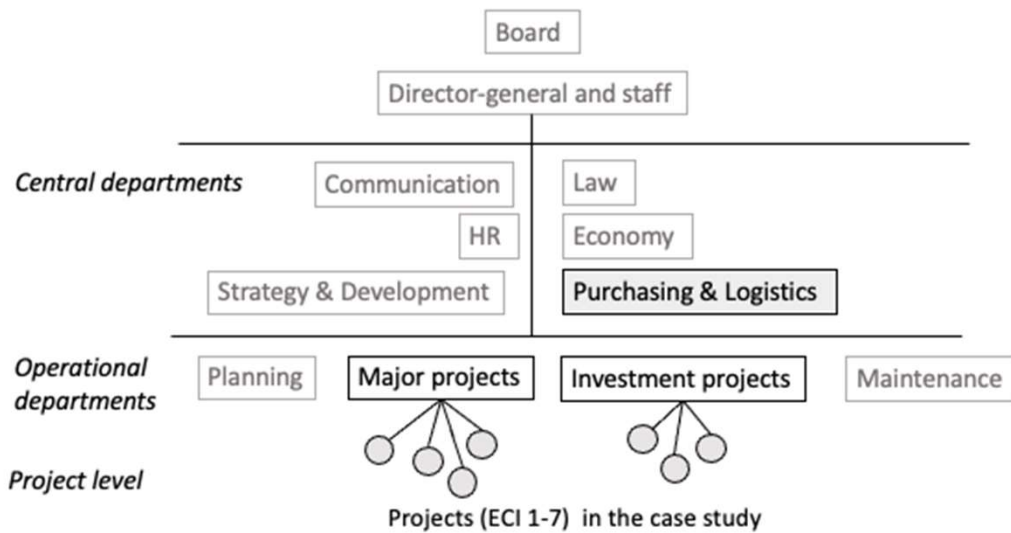 Board
Director-general and staff
Central departments
Communication
Law
HR
Economy
Strategy & Development
Purchasing & Logistics
Operational
departments
Planning
Major projects
Investment projects
Maintenance
Project level
Projects (ECI 1-7)  in the case study